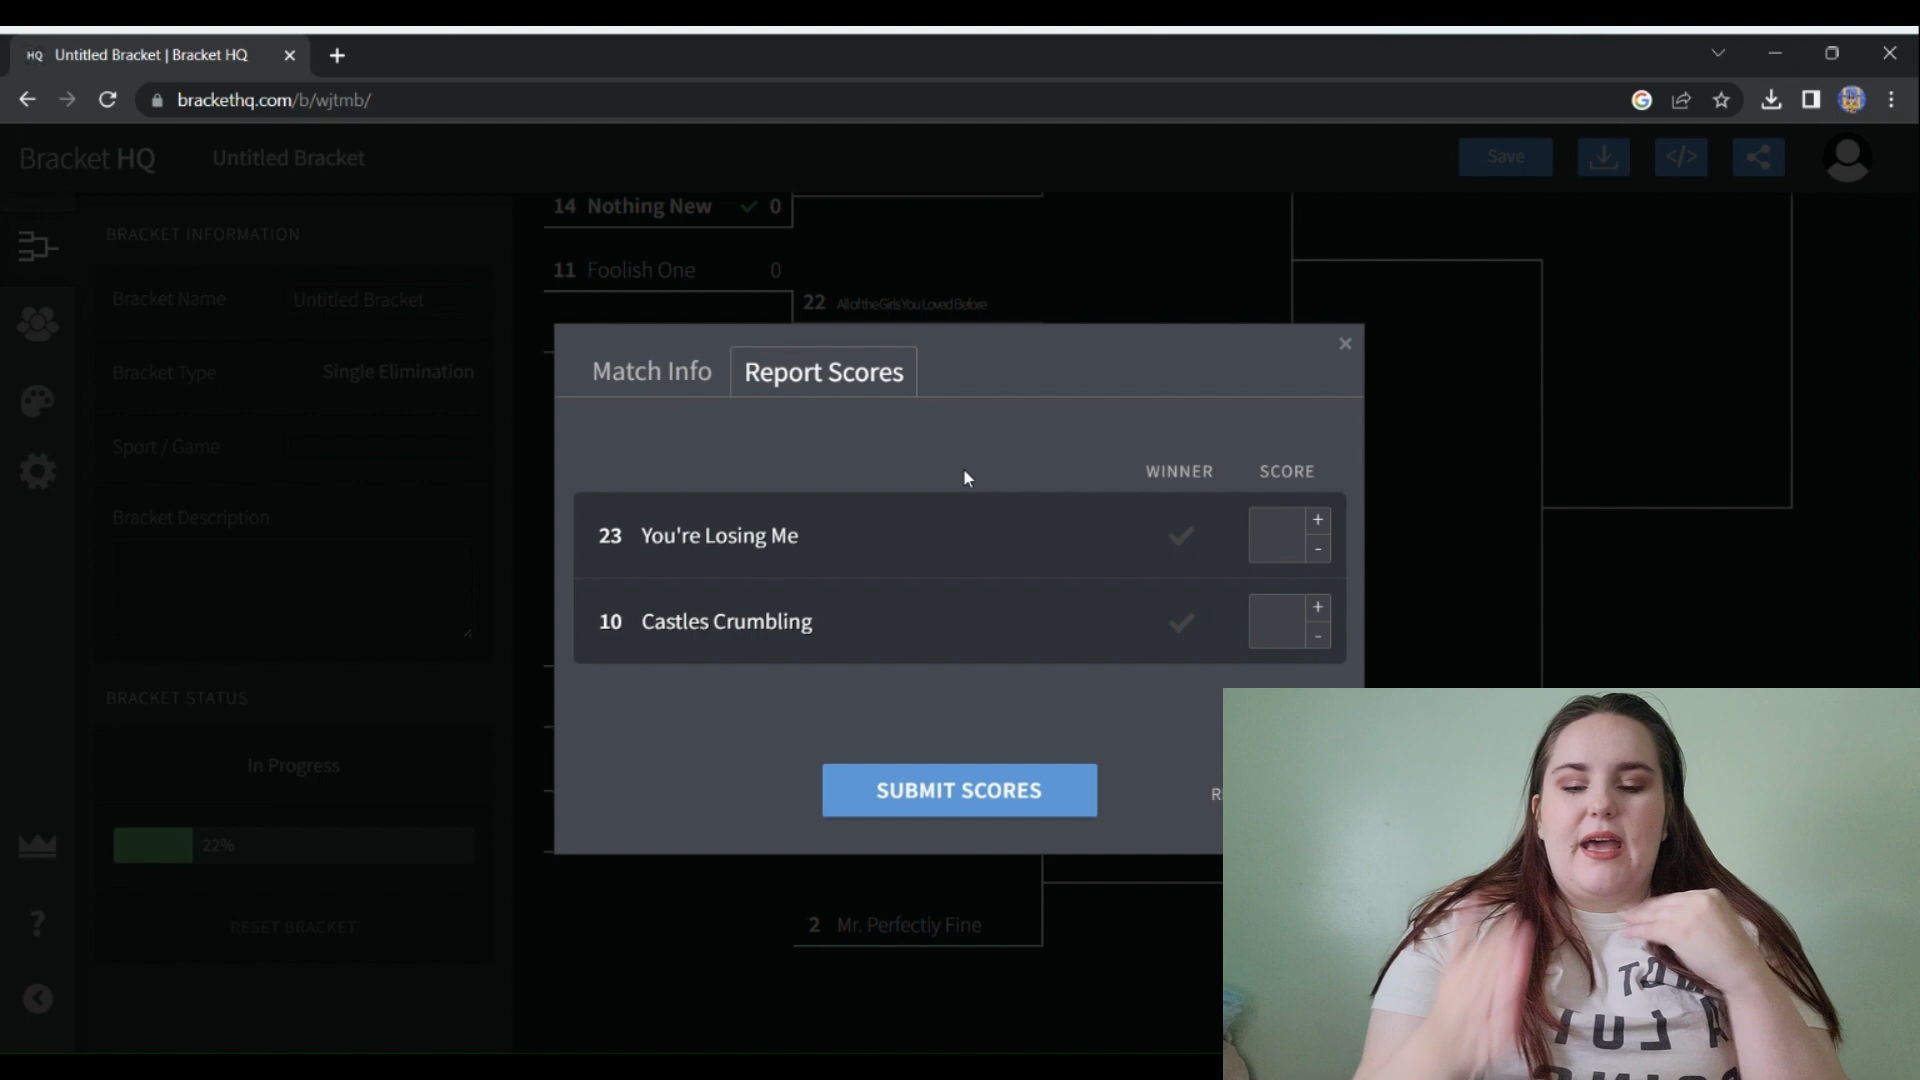 HQ Untitled Bracket | Bracket HQ
brackethq.com/b/wjtmb/
Bracket HQ Untitled Bracket Save </>
BRACKET INFORMATION
Bracket Name Untitled Bracket
Bracket Type Single Elimination
Sport / Game
Bracket Description
BRACKET STATUS
In Progress
22%
RESET BRACKET
?
14 Nothing New 0
11 Foolish One 0
22 All of the Girls You Loved Before
Match Info Report Scores
WINNER SCORE
23 You're Losing Me + -
10 Castles Crumbling + -
SUBMIT SCORES
2 Mr. Perfectly Fine